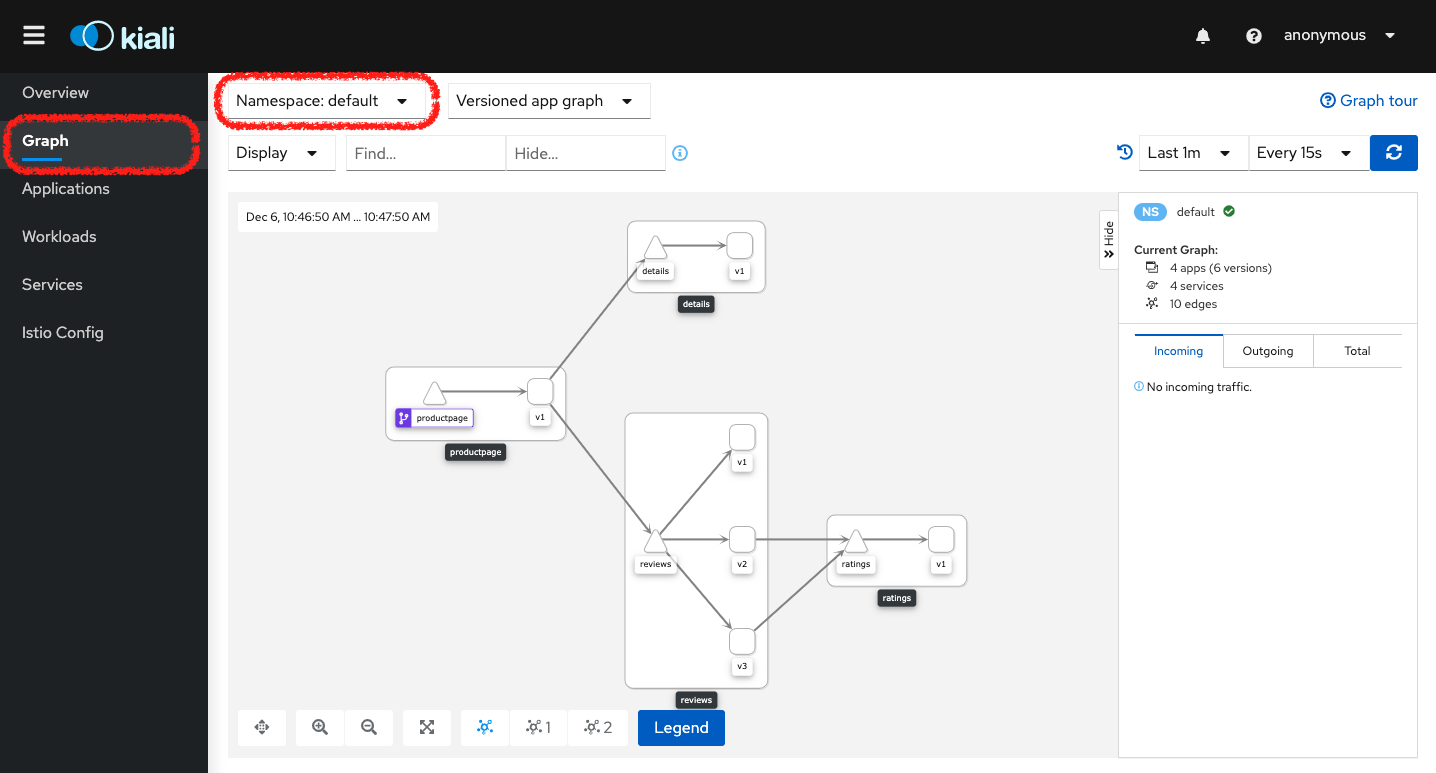 kiali
anonymous
Overview
Graph
Applications
Workloads
Services
Istio Config
Namespace: default
Versioned app graph
Graph tour
Display
Find...
Hide...
Last 1m
Every 15s
Dec 6, 10:46:50 AM ... 10:47:50 AM
details
v1
details
productpage
v1
productpage
v1
reviews
v2
v3
reviews
ratings
v1
ratings
1
2
Legend
Hide
NS default
Current Graph:
4 apps (6 versions)
4 services
10 edges
Incoming
Outgoing
Total
No incoming traffic.